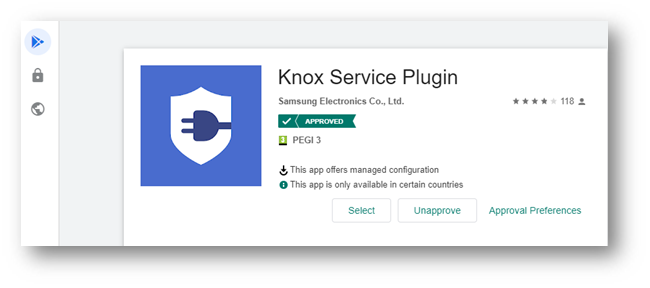 Knox Service Plugin
Samsung Electronics Co., Ltd.
118
APPROVED
3 PEGI 3
This app offers managed configuration
This app is only available in certain countries
Select Unapprove Approval Preferences